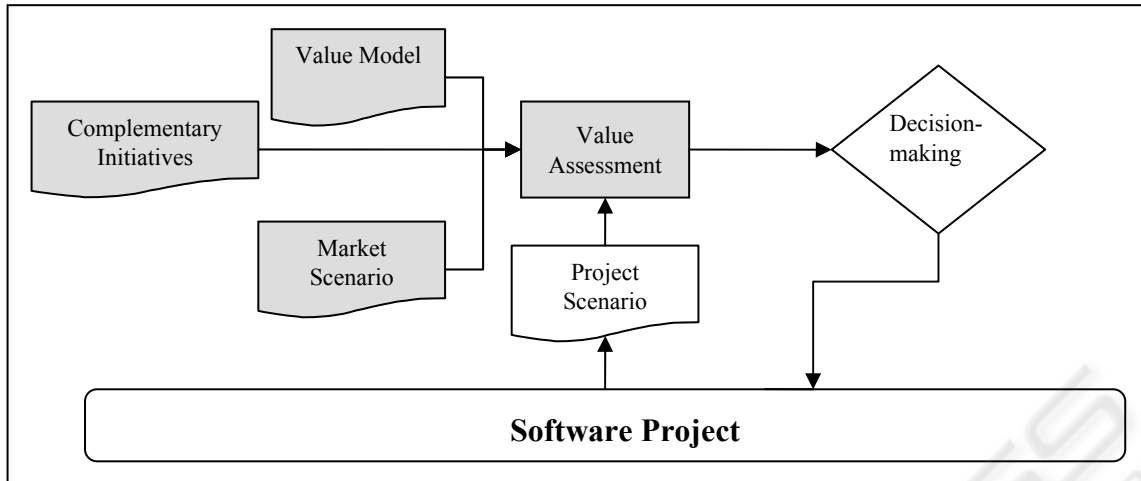 Value Model
Complementary
Initiatives
Value
Assessment
Decision-
making
Market
Scenario
Project
Scenario
Software Project